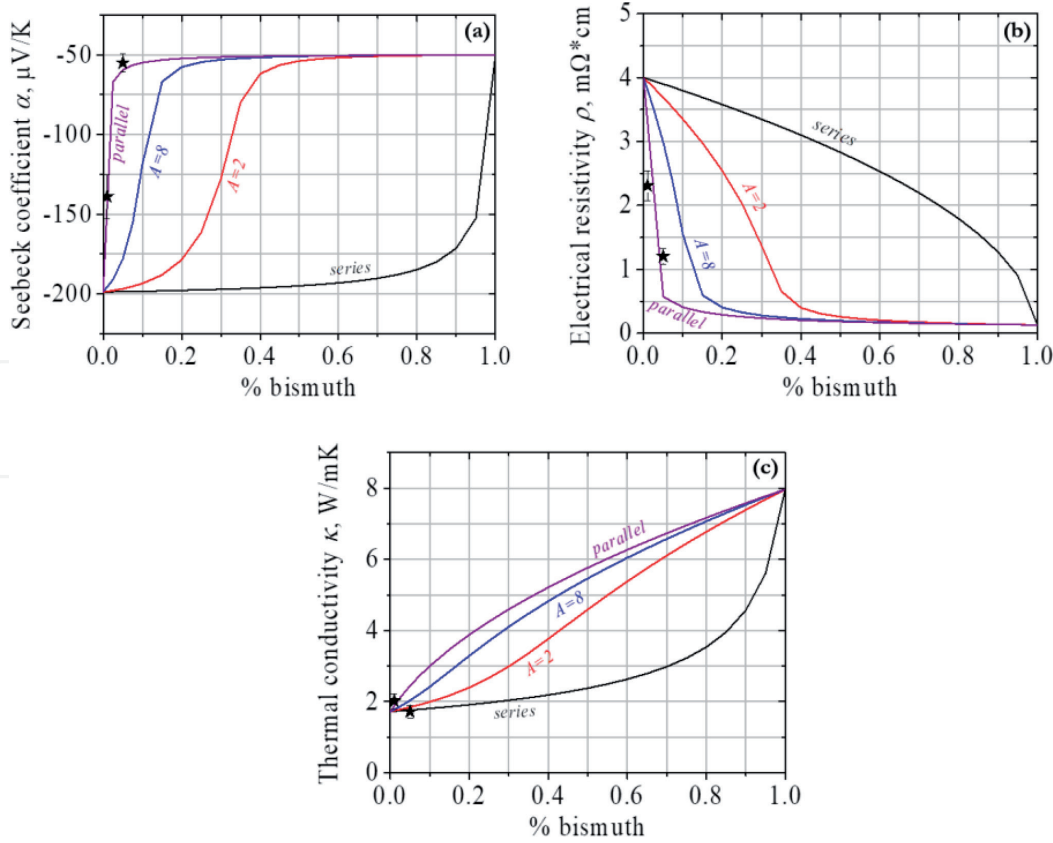 (a)
Seebeck coefficient α, μV/K
-50
-100
-150
-200
parallel
A=8
A=2
series
0.0 0.2 0.4 0.6 0.8 1.0
% bismuth
(b)
Electrical resistivity ρ, mΩ*cm
5
4
3
2
1
0
series
A=2
A=8
parallel
0.0 0.2 0.4 0.6 0.8 1.0
% bismuth
(c)
Thermal conductivity κ, W/mK
8
6
4
2
0
parallel
A=8
A=2
series
0.0 0.2 0.4 0.6 0.8 1.0
% bismuth